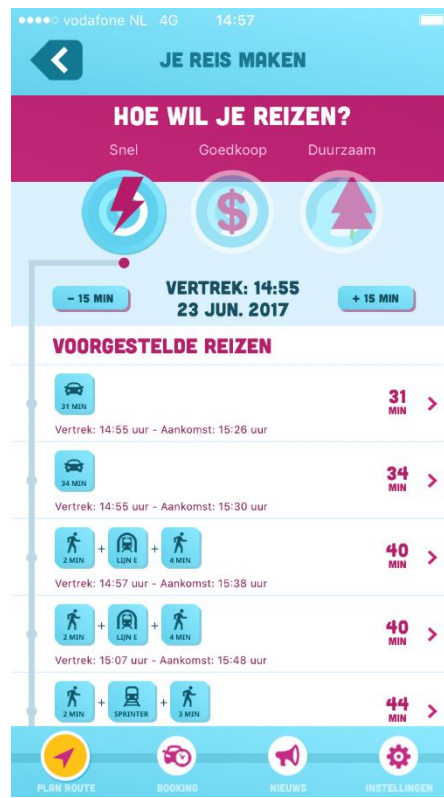 vodafone NL 4G 14:57
JE REIS MAKEN
HOE WIL JE REIZEN?
Snel Goedkoop Duurzaam
$
- 15 MIN
VERTREK: 14:55
23 JUN. 2017
+ 15 MIN
VOORGESTELDE REIZEN
31 MIN
31
MIN
Vertrek: 14:55 uur - Aankomst: 15:26 uur
34 MIN
34
MIN
Vertrek: 14:55 uur - Aankomst: 15:30 uur
2 MIN + LIJN E + 4 MIN
40
MIN
Vertrek: 14:57 uur - Aankomst: 15:38 uur
2 MIN + LIJN E + 4 MIN
40
MIN
Vertrek: 15:07 uur - Aankomst: 15:48 uur
2 MIN + SPRINTER + 3 MIN
44
MIN
PLAN ROUTE BOOKING NIEUWS INSTELLINGEN